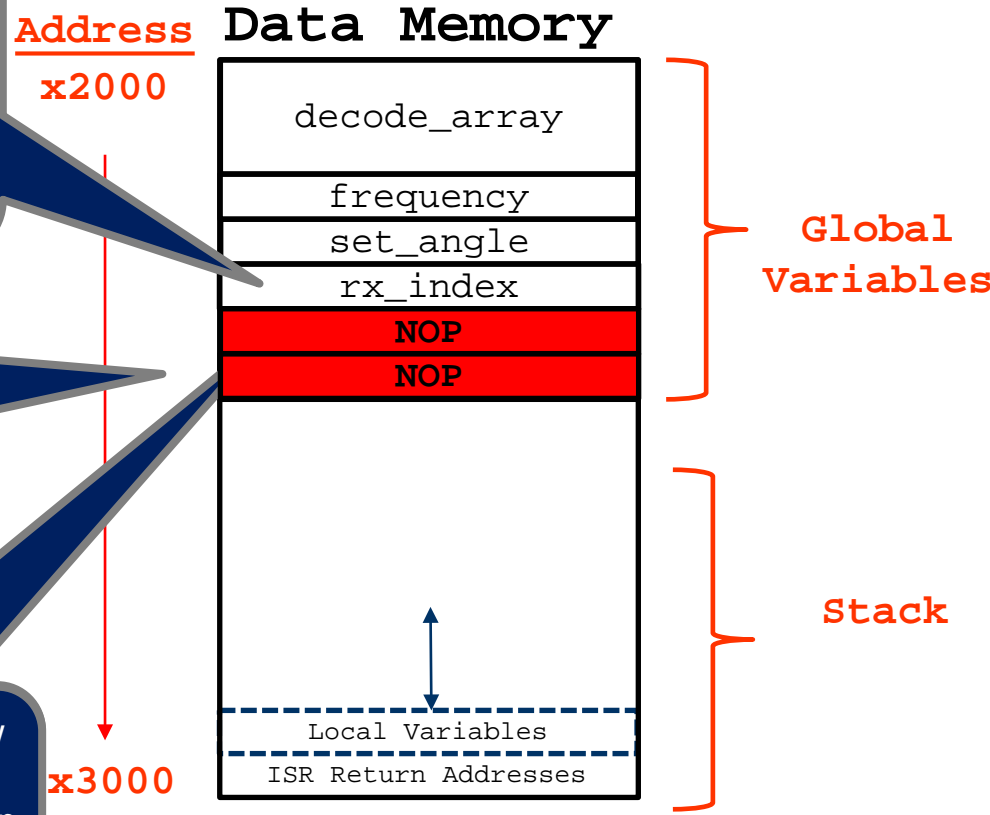 Address
Data Memory
x2000
decode_array
frequency
set_angle
rx_index
NOP
NOP
Global
Variables
Stack
Local Variables
ISR Return Addresses
x3000